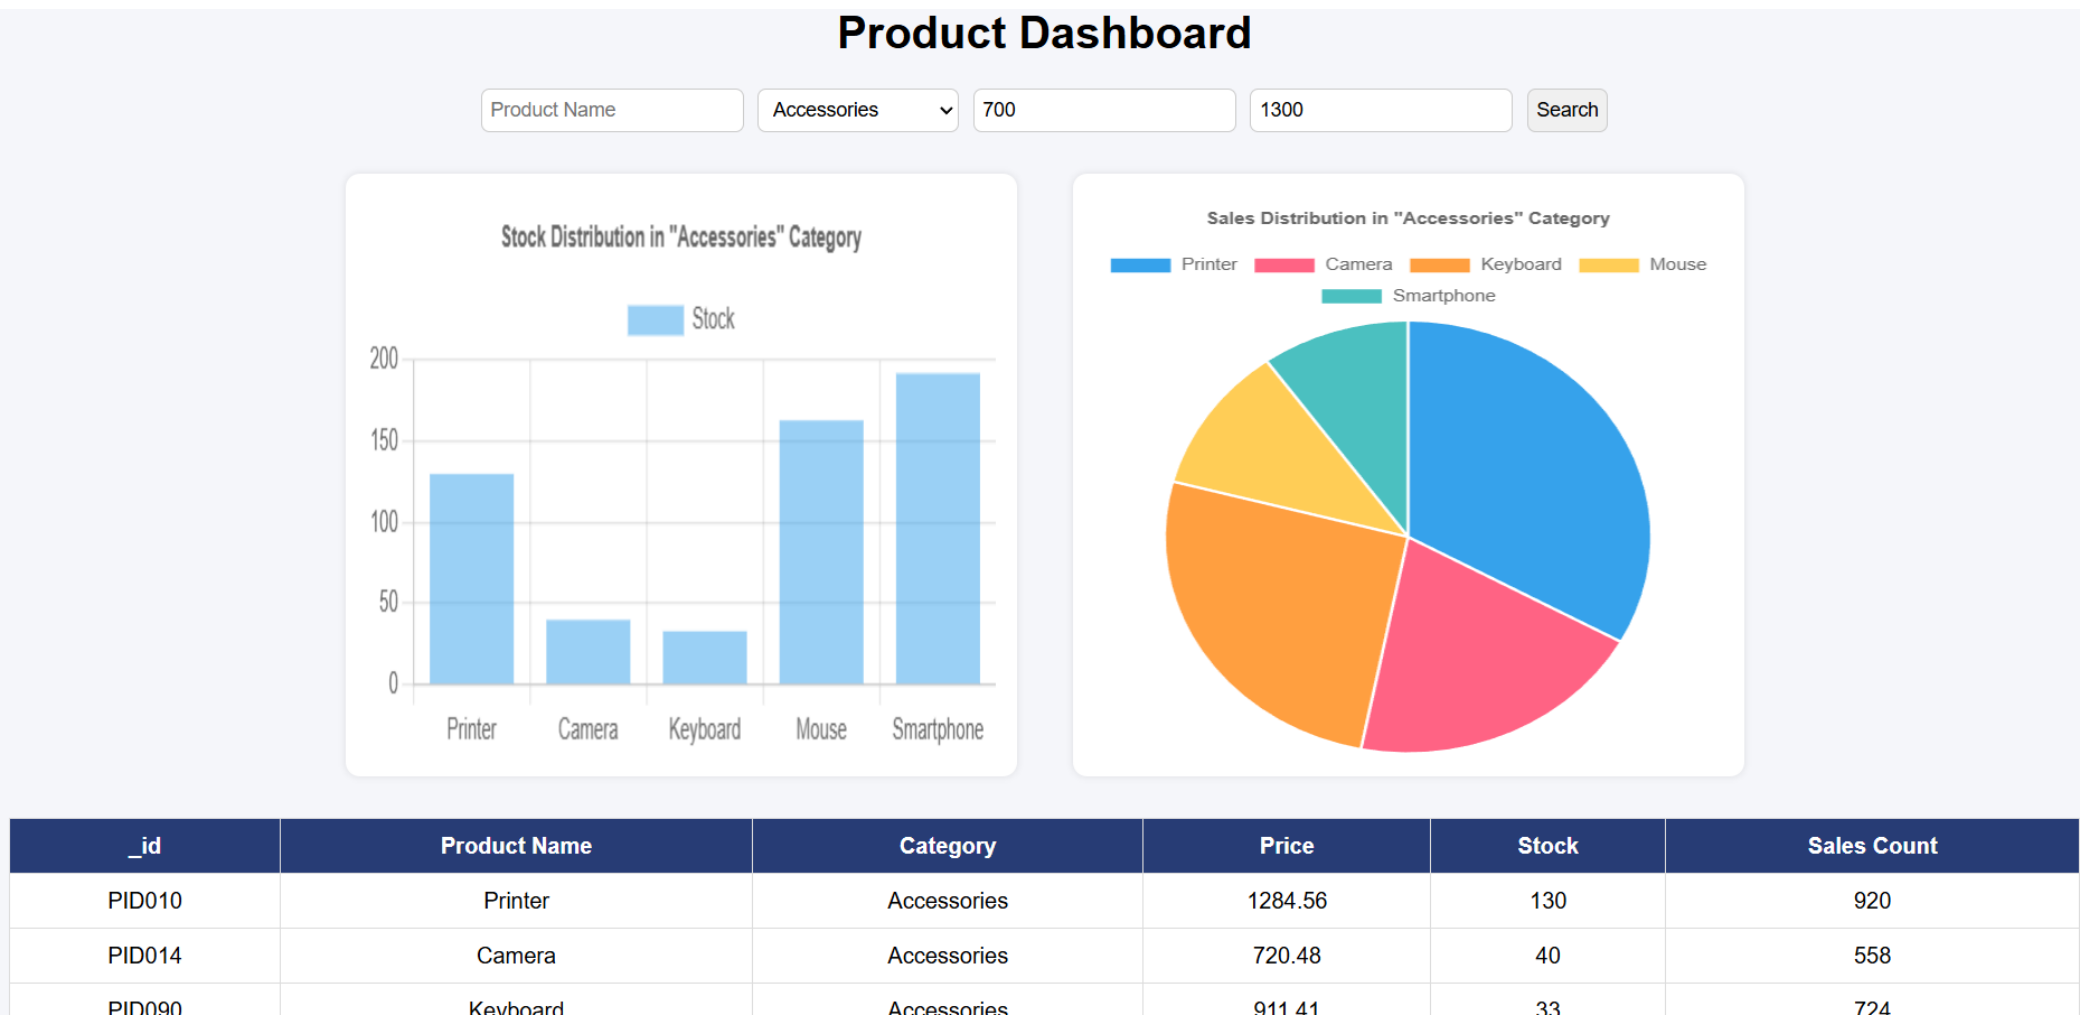 Product Dashboard
Product Name Accessories 700 1300 Search
Stock Distribution in "Accessories" Category
Stock
200
150
100
50
0
Printer Camera Keyboard Mouse Smartphone
Sales Distribution in "Accessories" Category
Printer Camera Keyboard Mouse
Smartphone
_id Product Name Category Price Stock Sales Count
PID010 Printer Accessories 1284.56 130 920
PID014 Camera Accessories 720.48 40 558
PID090 Keyboard Accessories 911.41 33 724